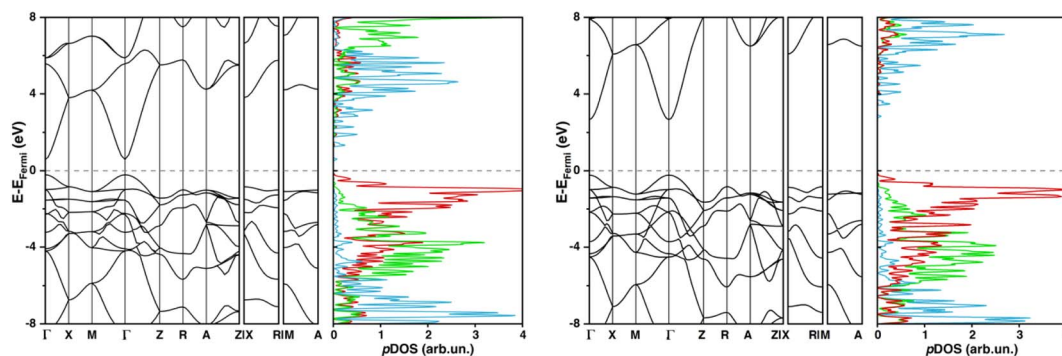 8
4
0
-4
-8
E-E_Fermi (eV)
Γ X M Γ Z R A Z|X R|M A
0 1 2 3 4
pDOS (arb.un.)
8
4
0
-4
-8
E-E_Fermi (eV)
Γ X M Γ Z R A Z|X R|M A
0 1 2 3
pDOS (arb.un.)